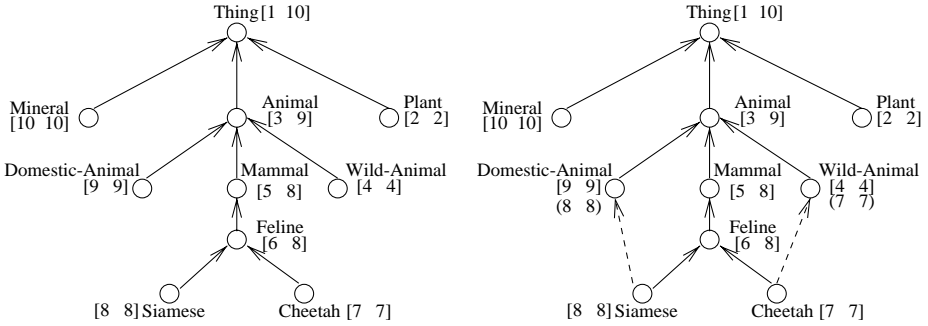 Thing [1 10]
Mineral
[10 10]
Animal
[3 9]
Plant
[2 2]
Domestic-Animal
[9 9]
Mammal
[5 8]
Wild-Animal
[4 4]
Feline
[6 8]
[8 8] Siamese
Cheetah [7 7]
Thing [1 10]
Mineral
[10 10]
Animal
[3 9]
Plant
[2 2]
Domestic-Animal
[9 9]
(8 8)
Mammal
[5 8]
Wild-Animal
[4 4]
(7 7)
Feline
[6 8]
[8 8] Siamese
Cheetah [7 7]